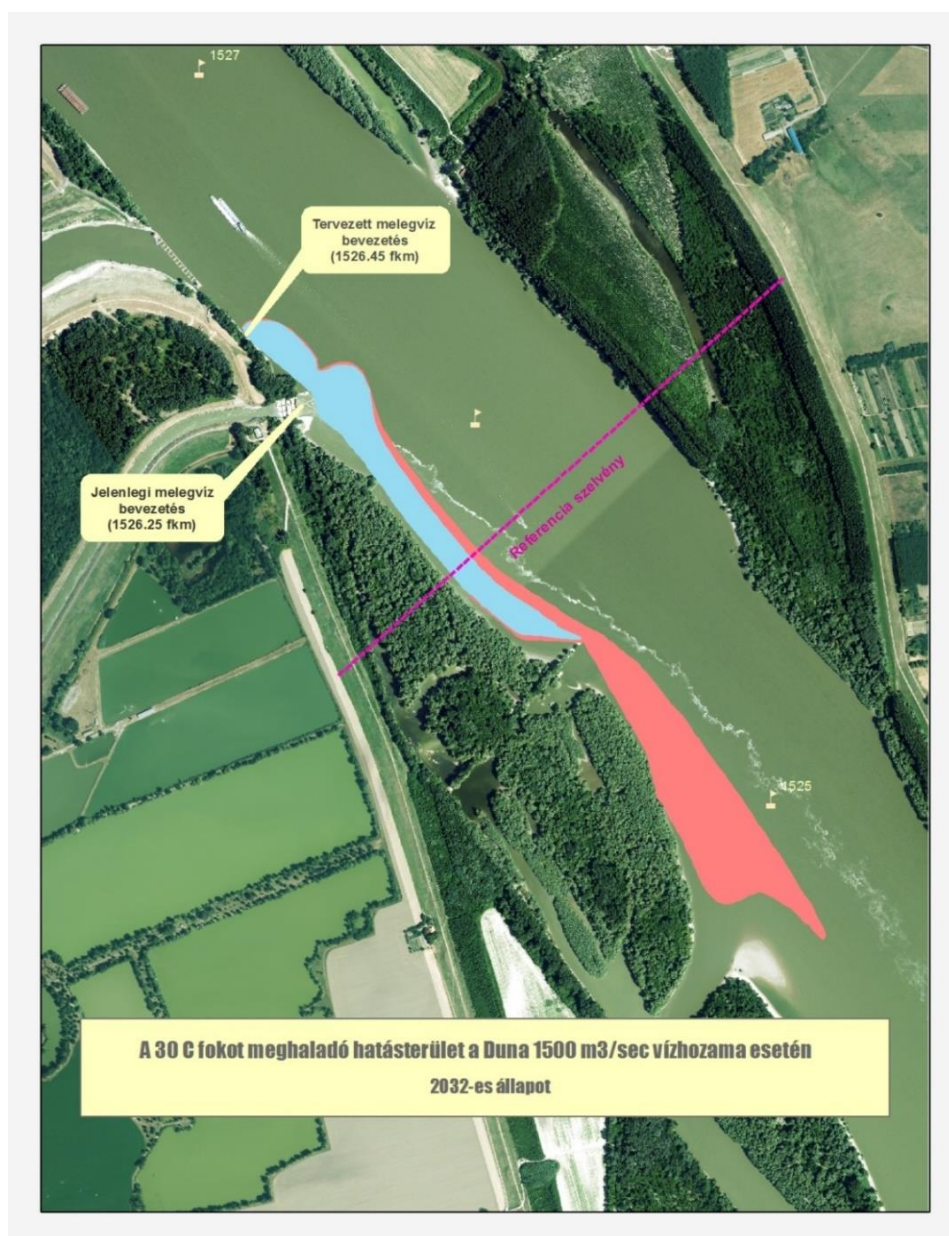 1527
Tervezett melegvíz
bevezetés
(1526.45 fkm)
Jelenlegi melegvíz
bevezetés
(1526.25 fkm)
Referencia szelvény
1525
A 30 C fokot meghaladó hatásterület a Duna 1500 m3/sec vízhozama esetén
2032-es állapot